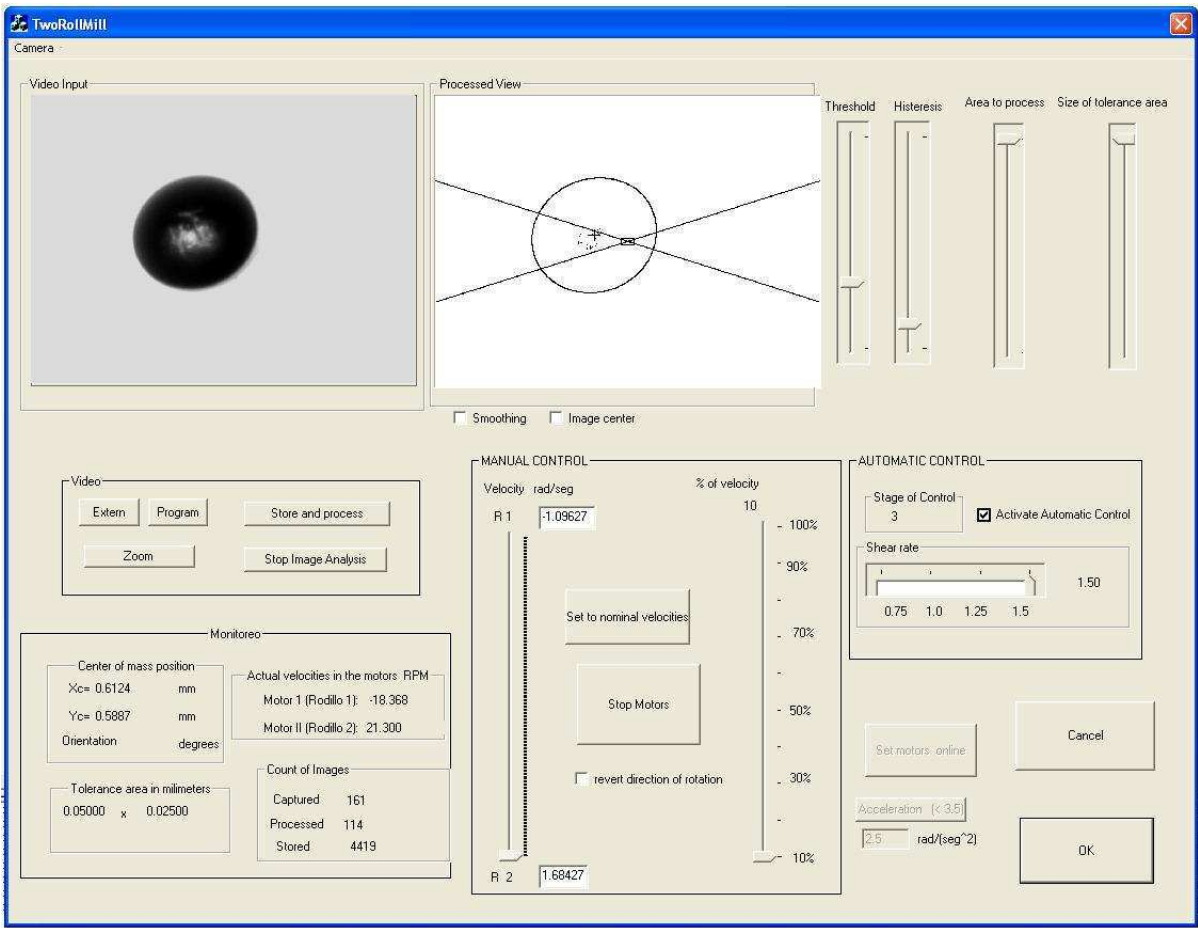 TwoRollMill
Camera
Video Input
Processed View
Threshold
Histeresis
Area to process
Size of tolerance area
Smoothing
Image center
Video
Extern
Program
Store and process
Zoom
Stop Image Analysis
Monitoreo
Center of mass position
Xc= 0.6124 mm
Yc= 0.5887 mm
Orientation degrees
Actual velocities in the motors RPM
Motor 1 (Rodillo 1): -18.368
Motor II (Rodillo 2): 21.300
Tolerance area in milimeters
0.05000 x 0.02500
Count of Images
Captured 161
Processed 114
Stored 4419
MANUAL CONTROL
Velocity rad/seg
R 1 -1.09627
% of velocity
10
100%
90%
70%
50%
30%
10%
Set to nominal velocities
Stop Motors
revert direction of rotation
R 2 1.68427
AUTOMATIC CONTROL
Stage of Control
3
Activate Automatic Control
Shear rate
1.50
0.75 1.0 1.25 1.5
Set motors online
Cancel
Acceleration (< 3.5)
2.5 rad/(seg^2)
OK